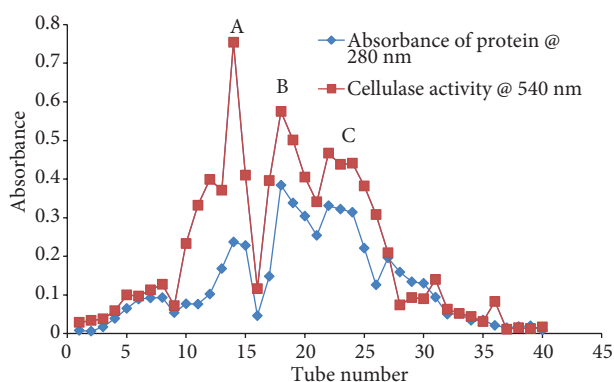 0.8
0.7
0.6
0.5
0.4
0.3
0.2
0.1
0
Absorbance
A
B
C
Absorbance of protein @
280 nm
Cellulase activity @ 540 nm
0 5 10 15 20 25 30 35 40 45
Tube number